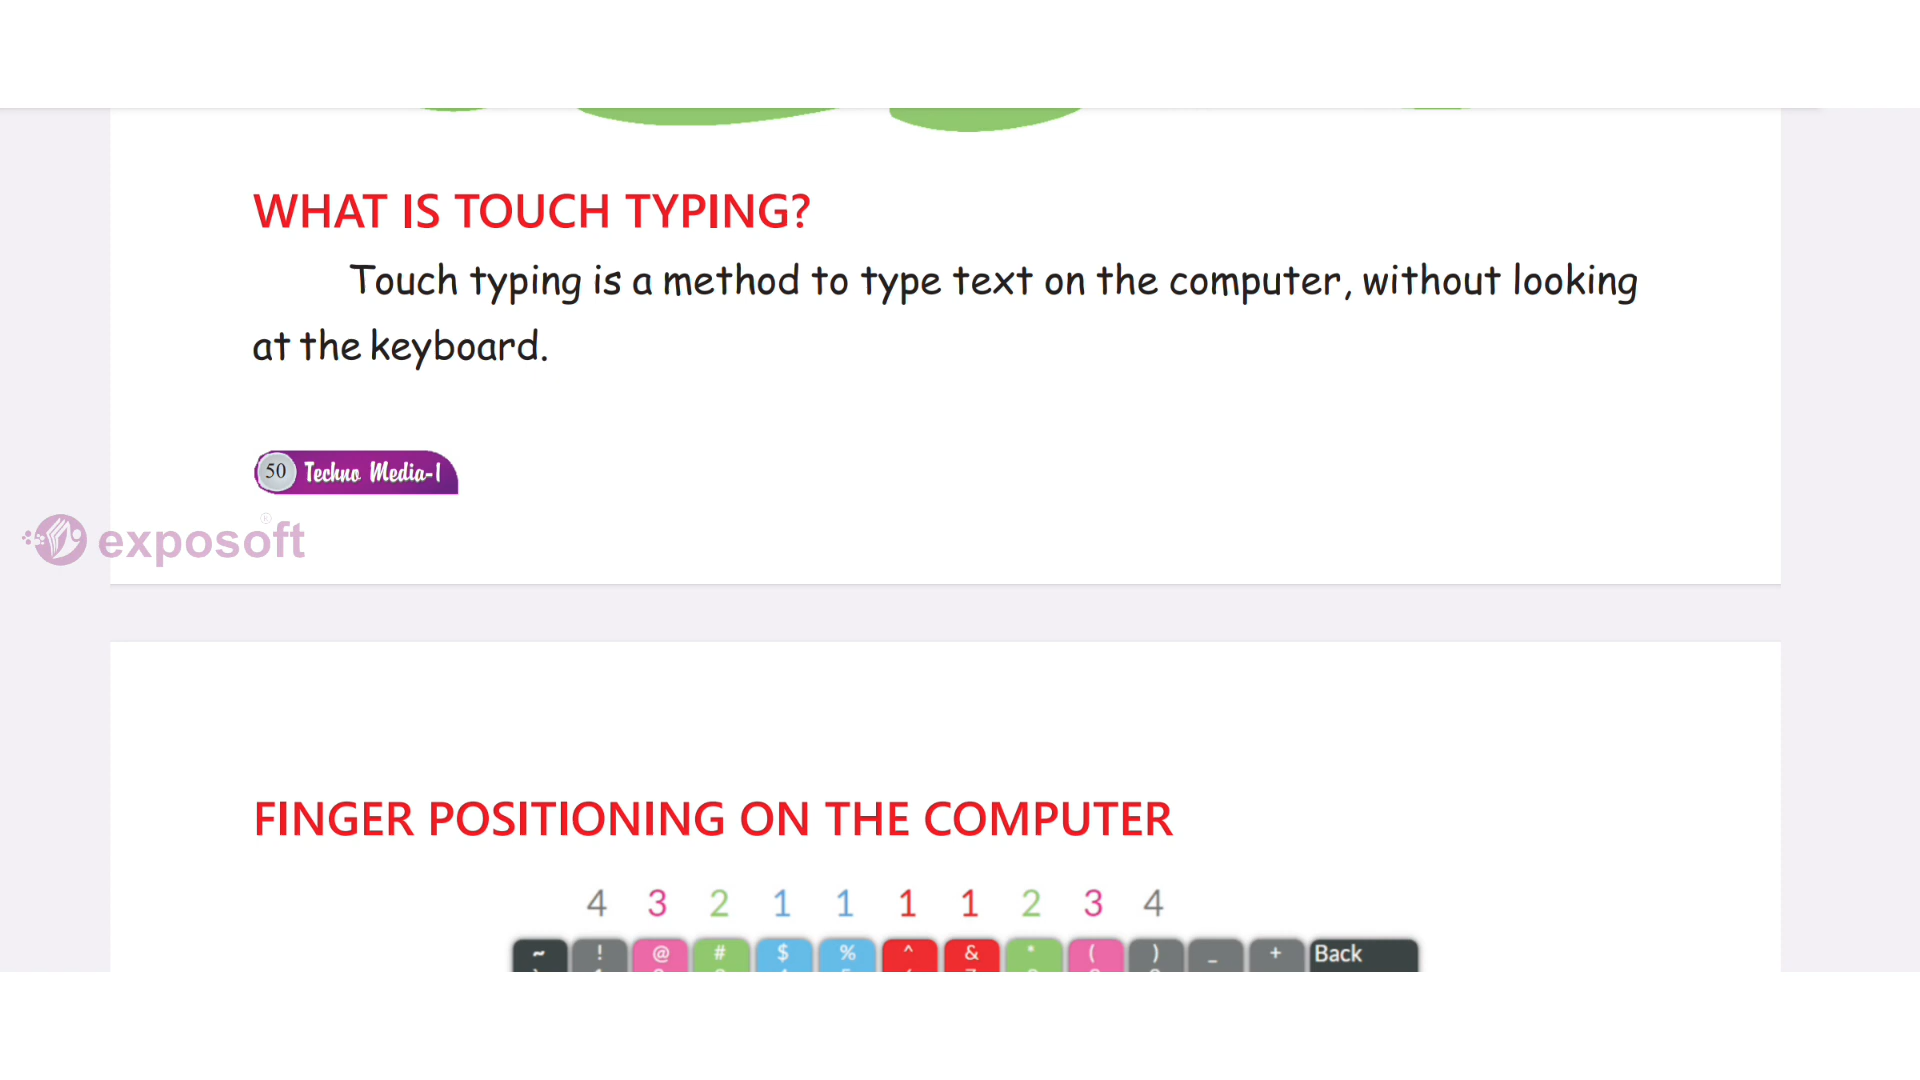 WHAT IS TOUCH TYPING?
Touch typing is a method to type text on the computer, without looking
at the keyboard.
50 Techno Media-1
exposoft
FINGER POSITIONING ON THE COMPUTER
4 3 2 1 1 1 1 2 3 4
~ ! @ # $ % ^ & * ( ) _ + Back